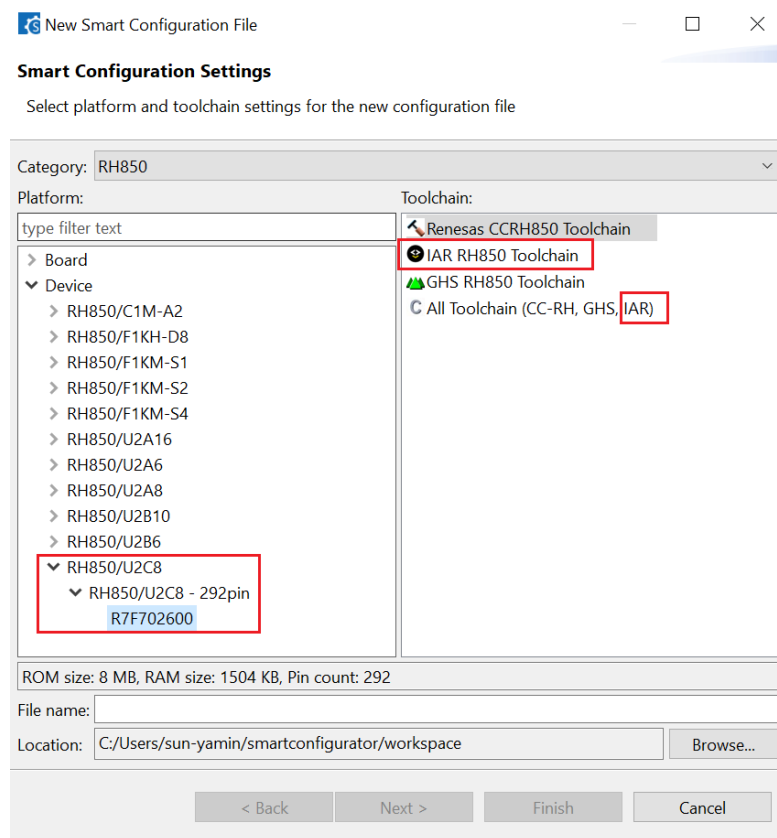 New Smart Configuration File
Smart Configuration Settings
Select platform and toolchain settings for the new configuration file
Category: RH850
Platform:
type filter text
Board
Device
RH850/C1M-A2
RH850/F1KH-D8
RH850/F1KM-S1
RH850/F1KM-S2
RH850/F1KM-S4
RH850/U2A16
RH850/U2A6
RH850/U2A8
RH850/U2B10
RH850/U2B6
RH850/U2C8
RH850/U2C8 - 292pin
R7F702600
Toolchain:
Renesas CCRH850 Toolchain
IAR RH850 Toolchain
GHS RH850 Toolchain
C All Toolchain (CC-RH, GHS, IAR)
ROM size: 8 MB, RAM size: 1504 KB, Pin count: 292
File name:
Location: C:/Users/sun-yamin/smartconfigurator/workspace Browse...
< Back Next > Finish Cancel